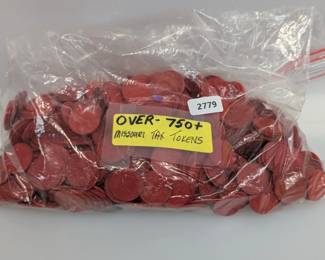 2779
OVER- 750+
MISSOURI TAX TOKENS